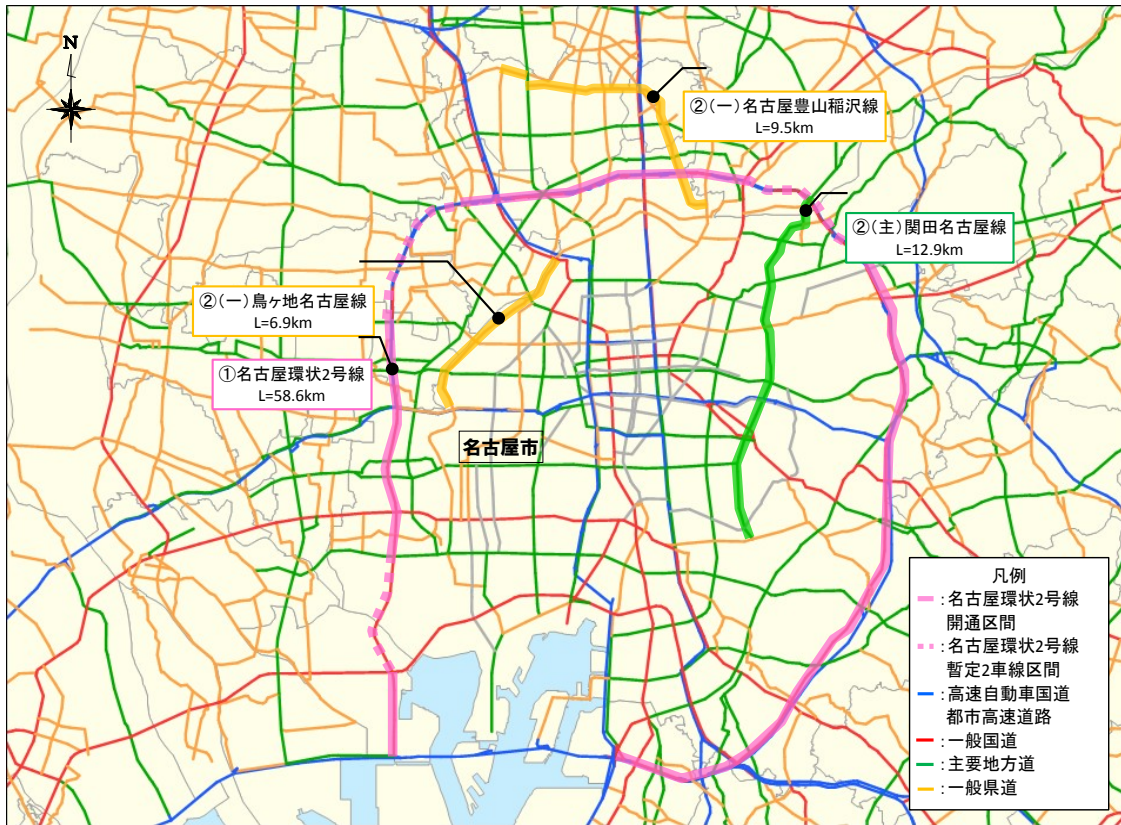 N
②(一)名古屋豊山稲沢線
L=9.5km
②(主)関田名古屋線
L=12.9km
②(一)鳥ヶ地名古屋線
L=6.9km
①名古屋環状2号線
L=58.6km
名古屋市
凡例
:名古屋環状2号線
開通区間
:名古屋環状2号線
暫定2車線区間
:高速自動車国道
都市高速道路
:一般国道
:主要地方道
:一般県道